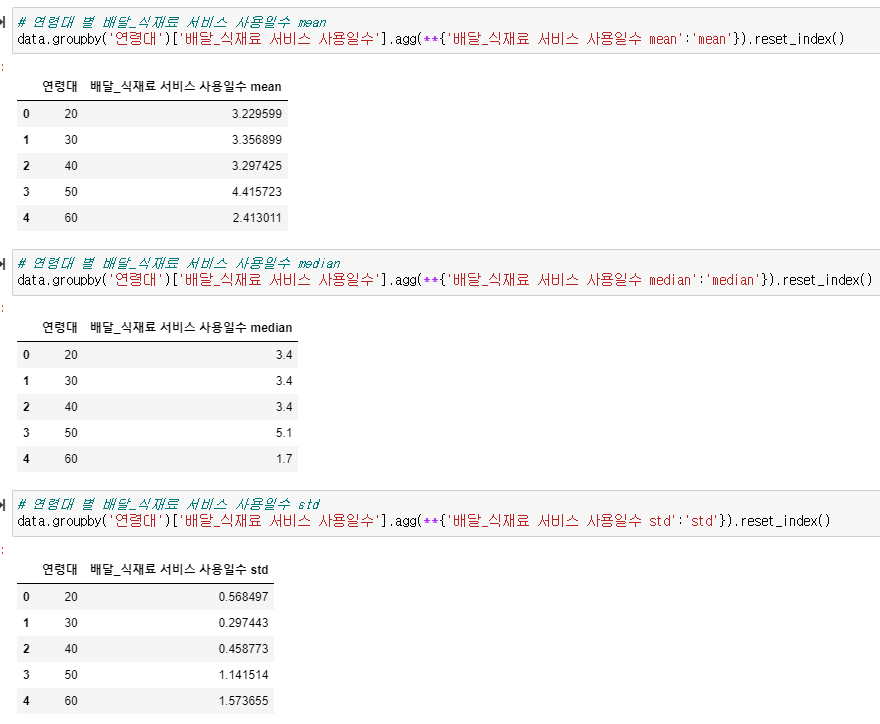 # 연령대 별 배달_식재료 서비스 사용일수 mean
data.groupby('연령대')['배달_식재료 서비스 사용일수'].agg(**{'배달_식재료 서비스 사용일수 mean':'mean'}).reset_index()
연령대 배달_식재료 서비스 사용일수 mean
0 20 3.229599
1 30 3.356899
2 40 3.297425
3 50 4.415723
4 60 2.413011
# 연령대 별 배달_식재료 서비스 사용일수 median
data.groupby('연령대')['배달_식재료 서비스 사용일수'].agg(**{'배달_식재료 서비스 사용일수 median':'median'}).reset_index()
연령대 배달_식재료 서비스 사용일수 median
0 20 3.4
1 30 3.4
2 40 3.4
3 50 5.1
4 60 1.7
# 연령대 별 배달_식재료 서비스 사용일수 std
data.groupby('연령대')['배달_식재료 서비스 사용일수'].agg(**{'배달_식재료 서비스 사용일수 std':'std'}).reset_index()
연령대 배달_식재료 서비스 사용일수 std
0 20 0.568497
1 30 0.297443
2 40 0.458773
3 50 1.141514
4 60 1.573655